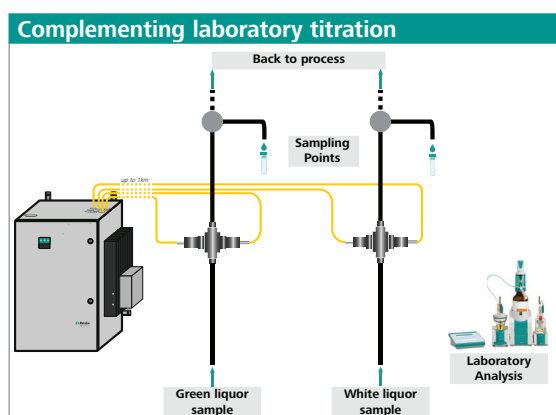 Complementing laboratory titration
Back to process
Sampling
Points
up to 1km
Laboratory
Analysis
Green liquor
sample
White liquor
sample